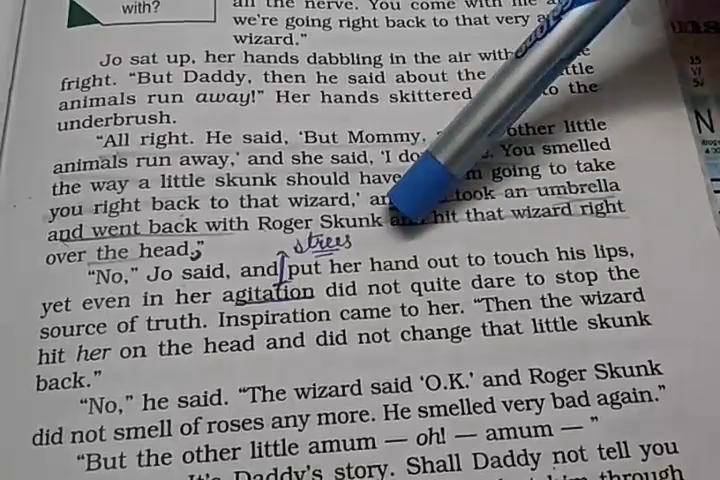 with?
all the nerve. You come with me
we're going right back to that very
wizard."
Jo sat up, her hands dabbling in the air with
fright. "But Daddy, then he said about the
animals run away!" Her hands skittered to the
underbrush.
"All right. He said, 'But Mommy, other little
animals run away,' and she said, 'I You smelled
the way a little skunk should have going to take
you right back to that wizard,' took an umbrella
and went back with Roger Skunk hit that wizard right
over the head."
strees
"No," Jo said, and put her hand out to touch his lips,
yet even in her agitation did not quite dare to stop the
source of truth. Inspiration came to her. "Then the wizard
hit her on the head and did not change that little skunk
back."
"No," he said. "The wizard said 'O.K.' and Roger Skunk
did not smell of roses any more. He smelled very bad again."
"But the other little amum — oh! — amum — "
Daddy's story. Shall Daddy not tell you
through
N